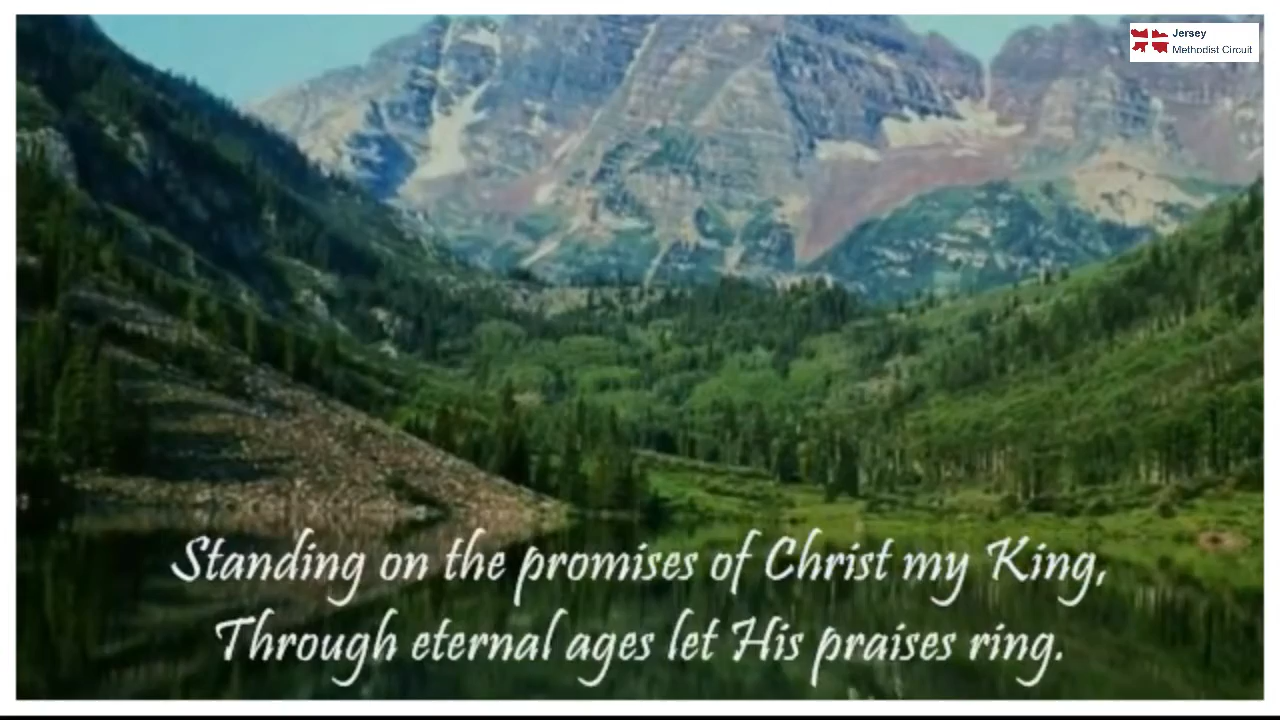 Jersey
Methodist Circuit
Standing on the promises of Christ my King,
Through eternal ages let His praises ring.